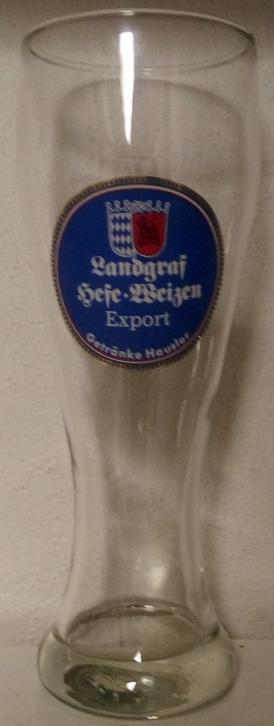 Landgraf
Hefe-Weizen
Export
Getränke Hausler